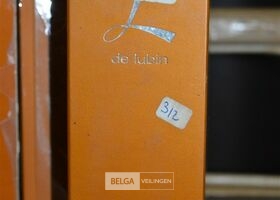 L
de lubin
3/2
BELGA VEILINGEN